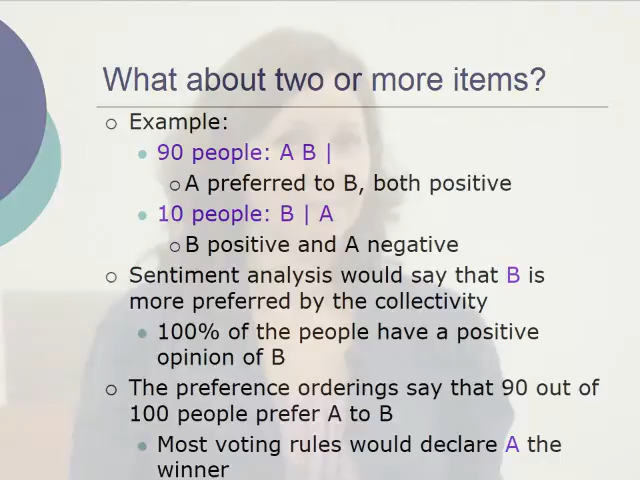 What about two or more items?
Example:
90 people: A B |
A preferred to B, both positive
10 people: B | A
B positive and A negative
Sentiment analysis would say that B is
more preferred by the collectivity
100% of the people have a positive
opinion of B
The preference orderings say that 90 out of
100 people prefer A to B
Most voting rules would declare A the
winner